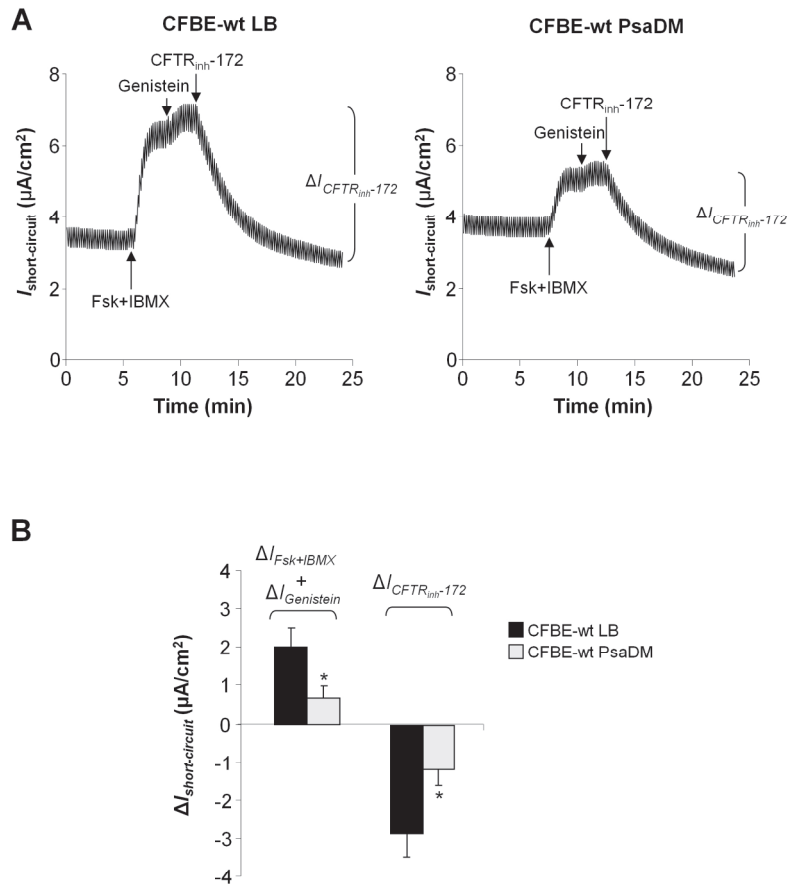 A
CFBE-wt LB
CFTRinh-172
Genistein
Ishort-circuit (µA/cm²)
8
6
4
2
0
ΔICFTRinh-172
Fsk+IBMX
0 5 10 15 20 25
Time (min)
CFBE-wt PsaDM
CFTRinh-172
Genistein
Ishort-circuit (µA/cm²)
8
6
4
2
0
ΔICFTRinh-172
Fsk+IBMX
0 5 10 15 20 25
Time (min)
B
ΔIFsk+IBMX
+
ΔIGenistein
ΔICFTRinh-172
ΔIshort-circuit (µA/cm²)
4
3
2
1
0
-1
-2
-3
-4
*
*
CFBE-wt LB
CFBE-wt PsaDM